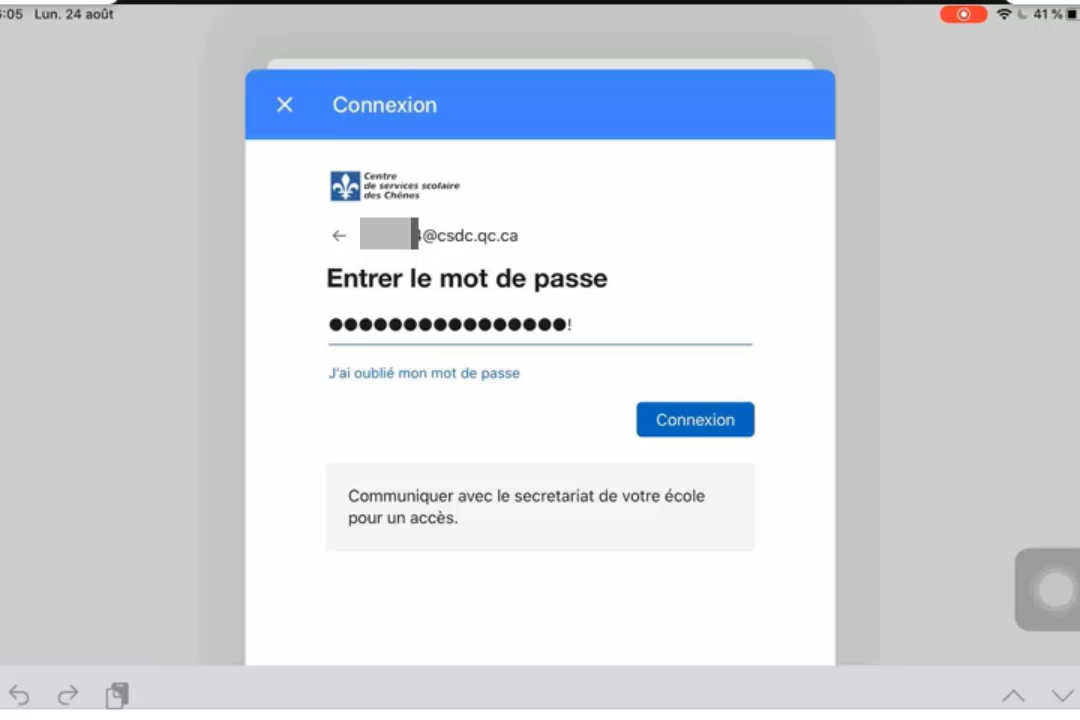 :05 Lun. 24 août
41 %
Connexion
Centre
de services scolaire
des Chênes
@csdc.qc.ca
Entrer le mot de passe
●●●●●●●●●●●●●●●●!
J'ai oublié mon mot de passe
Connexion
Communiquer avec le secretariat de votre école
pour un accès.